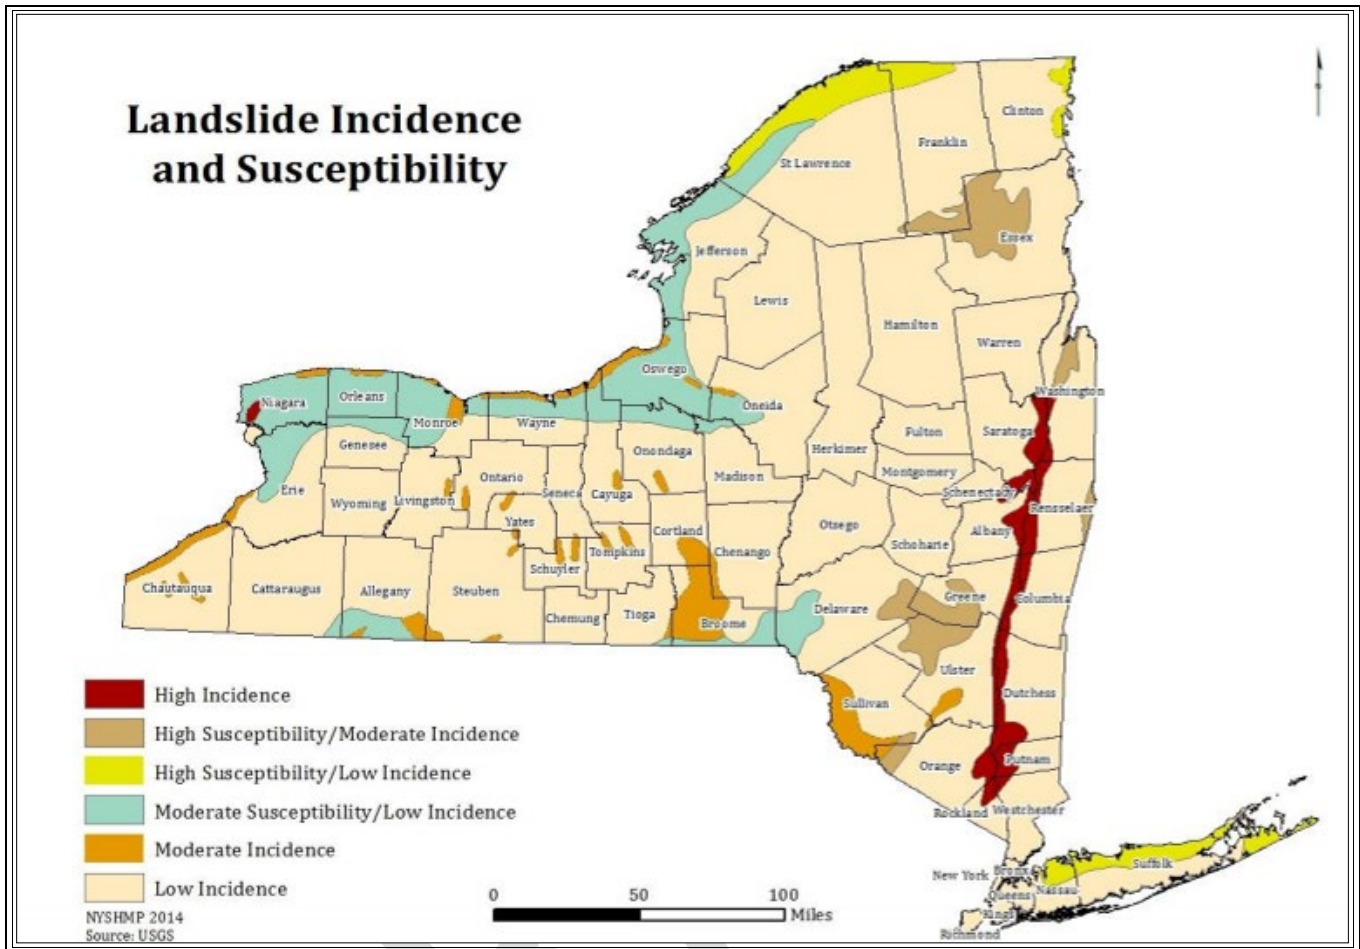 Landslide Incidence
and Susceptibility
Clinton
Franklin
St Lawrence
Essex
Jefferson
Lewis
Hamilton
Warren
Oswego
Washington
Niagara
Orleans
Oneida
Monroe
Wayne
Genesee
Fulton
Saratoga
Herkimer
Onondaga
Madison
Montgomery
Ontario
Erie
Wyoming
Livingston
Seneca
Cayuga
Schenectady
Rensselaer
Yates
Otsego
Cortland
Albany
Schoharie
Tompkins
Chenango
Schuyler
Chautauqua
Cattaraugus
Allegany
Steuben
Greene
Columbia
Delaware
Chemung
Tioga
Broome
Ulster
Dutchess
Sullivan
Orange
Putnam
Rockland
Westchester
Suffolk
New York
Bronx
Nassau
Queens
Kings
Richmond
High Incidence
High Susceptibility/Moderate Incidence
High Susceptibility/Low Incidence
Moderate Susceptibility/Low Incidence
Moderate Incidence
Low Incidence
0 50 100
Miles
NYSHMP 2014
Source: USGS